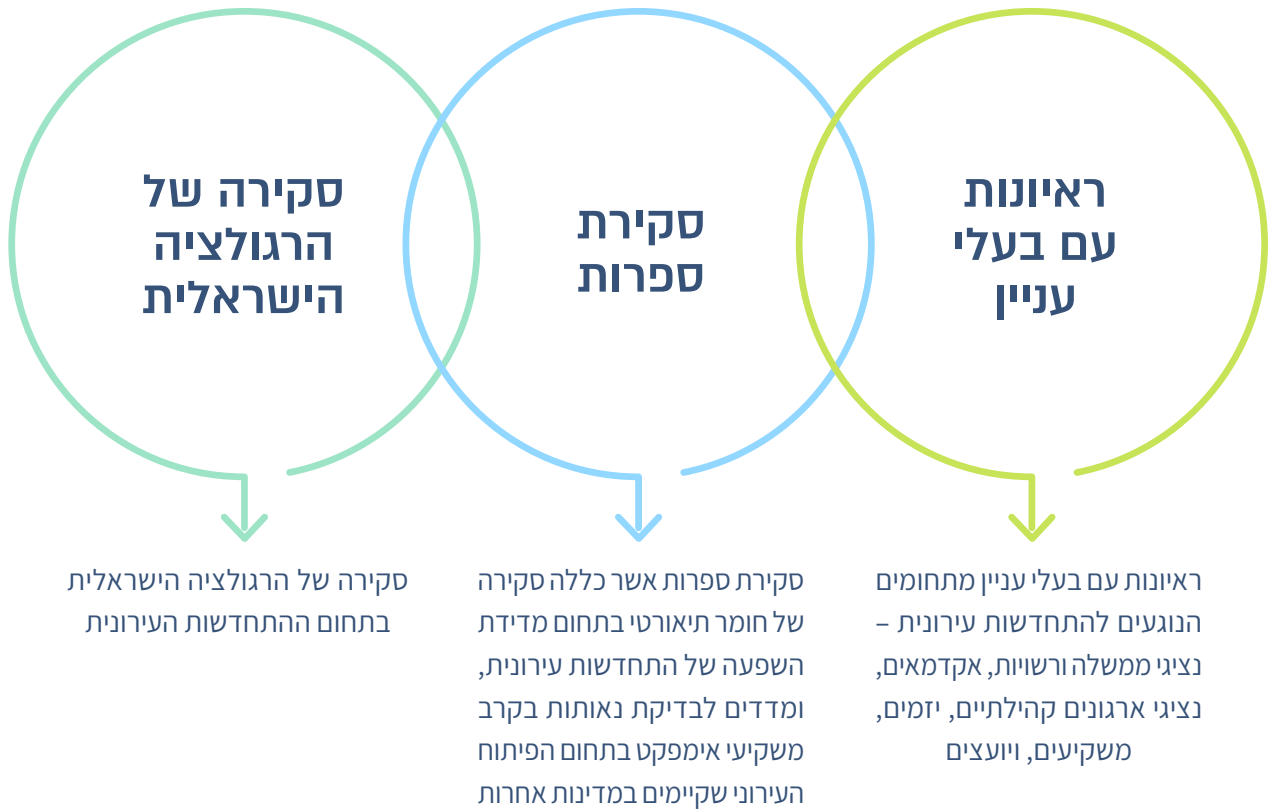 ראיונות
עם בעלי
עניין
סקירת
ספרות
סקירה של
הרגולציה
הישראלית
ראיונות עם בעלי עניין מתחומים
הנוגעים להתחדשות עירונית –
נציגי ממשלה ורשויות, אקדמאים,
נציגי ארגונים קהילתיים, יזמים,
משקיעים, ויועצים
סקירת ספרות אשר כללה סקירה
של חומר תיאורטי בתחום מדידת
השפעה של התחדשות עירונית,
ומדדים לבדיקת נאותות בקרב
משקיעי אימפקט בתחום הפיתוח
העירוני שקיימים במדינות אחרות
סקירה של הרגולציה הישראלית
בתחום ההתחדשות העירונית